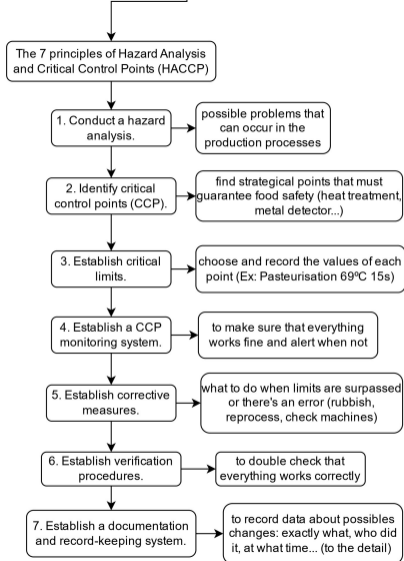 The 7 principles of Hazard Analysis
and Critical Control Points (HACCP)
1. Conduct a hazard
analysis.
possible problems that
can occur in the
production processes
2. Identify critical
control points (CCP).
find strategical points that must
guarantee food safety (heat treatment,
metal detector...)
3. Establish critical
limits.
choose and record the values of each
point (Ex: Pasteurisation 69ºC 15s)
4. Establish a CCP
monitoring system.
to make sure that everything
works fine and alert when not
5. Establish corrective
measures.
what to do when limits are surpassed
or there's an error (rubbish,
reprocess, check machines)
6. Establish verification
procedures.
to double check that
everything works correctly
7. Establish a documentation
and record-keeping system.
to record data about possibles
changes: exactly what, who did
it, at what time... (to the detail)